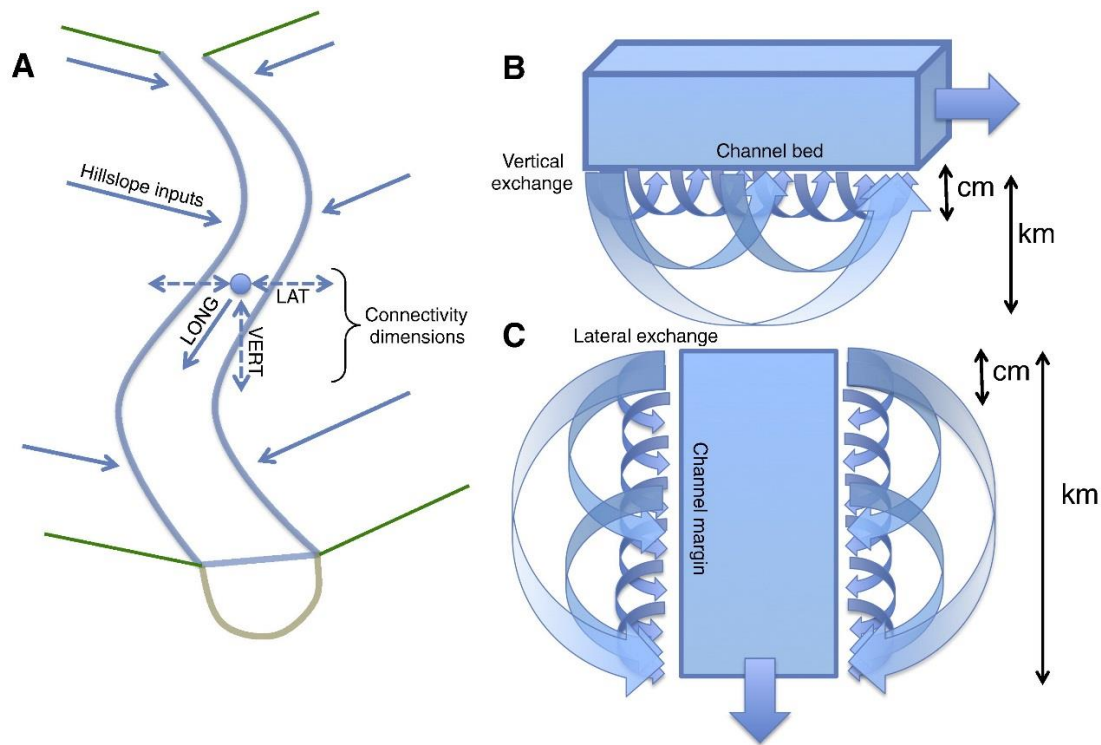 A
Hillslope inputs
LONG
LAT
VERT
Connectivity
dimensions
B
Channel bed
Vertical
exchange
cm
km
C
Lateral exchange
Channel margin
cm
km